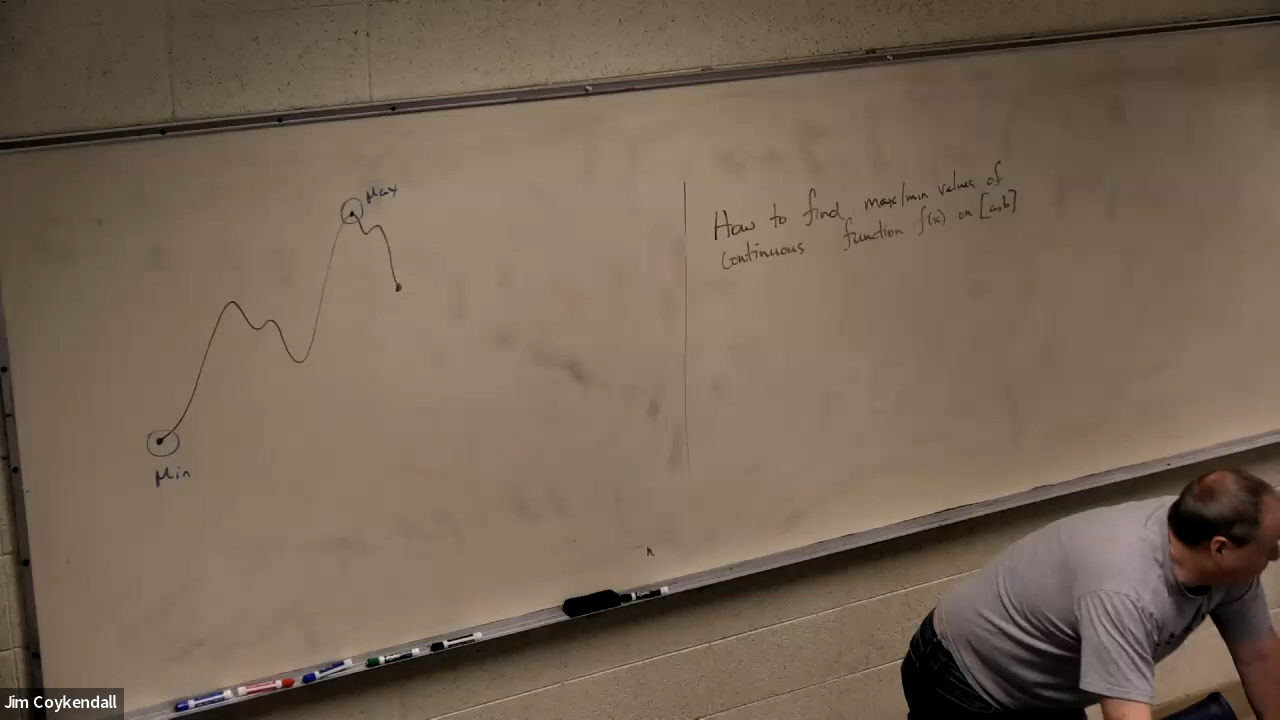 Max
Min
How to find max/min values of
continuous function f(x) on [a,b]
Jim Coykendall